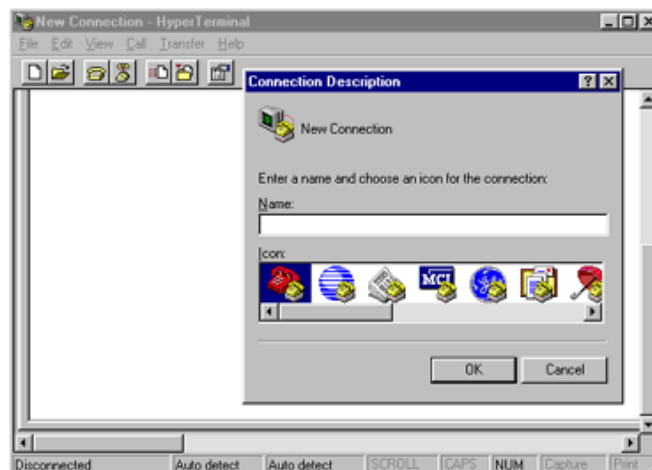 New Connection - HyperTerminal
File Edit View Call Transfer Help
Connection Description
New Connection
Enter a name and choose an icon for the connection:
Name:
Icon:
MCI
OK Cancel
Disconnected Auto detect Auto detect SCROLL CAPS NUM Capture Print